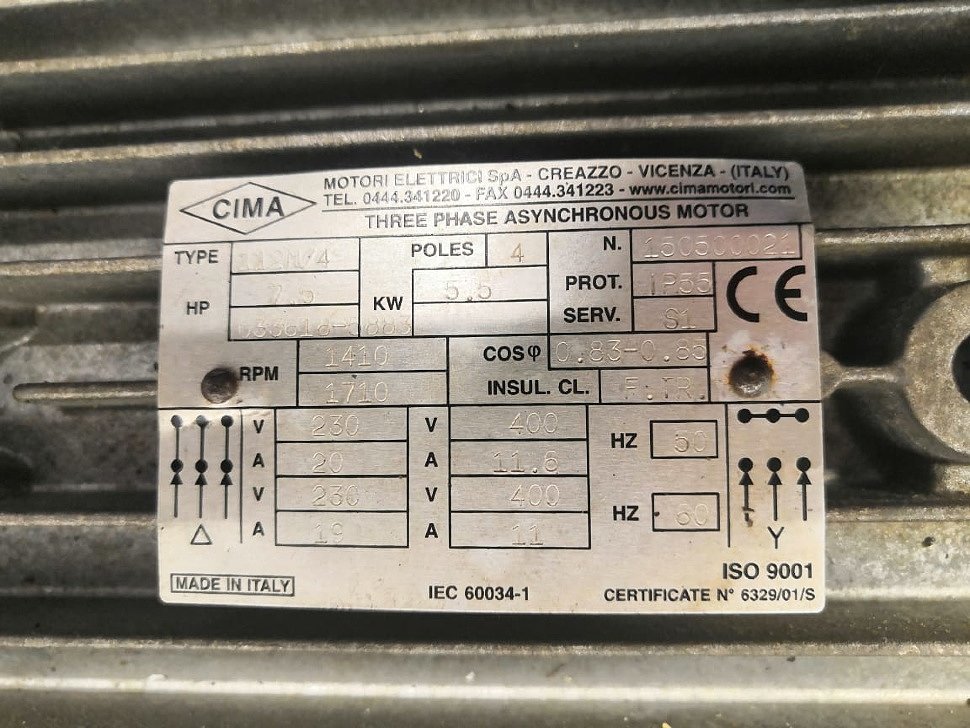 CIMA
MOTORI ELETTRICI SpA - CREAZZO - VICENZA - (ITALY)
TEL. 0444.341220 - FAX 0444.341223 - www.cimamotori.com
THREE PHASE ASYNCHRONOUS MOTOR
TYPE POLES 4 N. 150500021
HP 7.5 KW 5.5 PROT. IP55 CE
SERV. S1
RPM 1410 COSφ 0.83-0.85
1710 INSUL. CL. F.TR.
V 230 V 400 HZ 50
A 20 A 11.6
V 230 V 400 HZ 60
A 19 A 11
Δ Y
MADE IN ITALY IEC 60034-1 ISO 9001
CERTIFICATE N° 6329/01/S